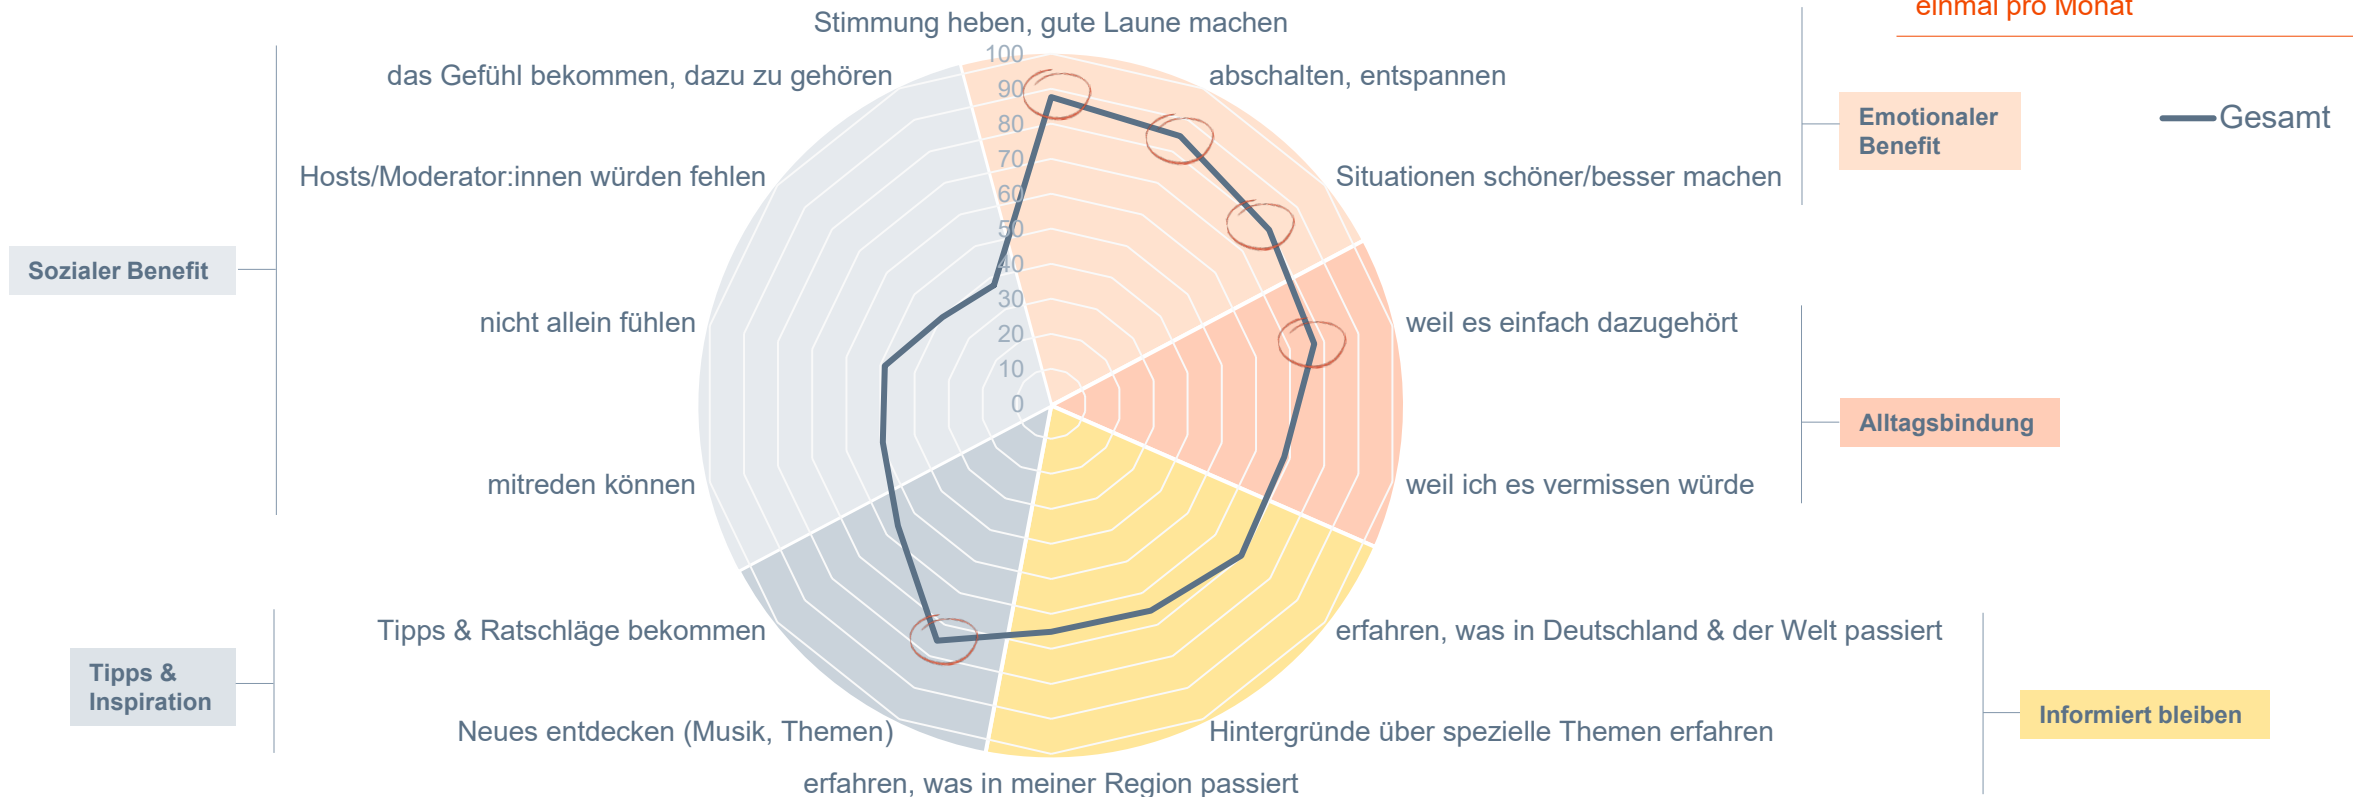 einmal pro Monat
Stimmung heben, gute Laune machen
das Gefühl bekommen, dazu zu gehören
abschalten, entspannen
Hosts/Moderator:innen würden fehlen
Situationen schöner/besser machen
nicht allein fühlen
weil es einfach dazugehört
mitreden können
weil ich es vermissen würde
Tipps & Ratschläge bekommen
erfahren, was in Deutschland & der Welt passiert
Neues entdecken (Musik, Themen)
Hintergründe über spezielle Themen erfahren
erfahren, was in meiner Region passiert
100
90
80
70
60
50
40
30
20
10
0
Sozialer Benefit
Tipps &
Inspiration
Emotionaler
Benefit
Gesamt
Alltagsbindung
Informiert bleiben